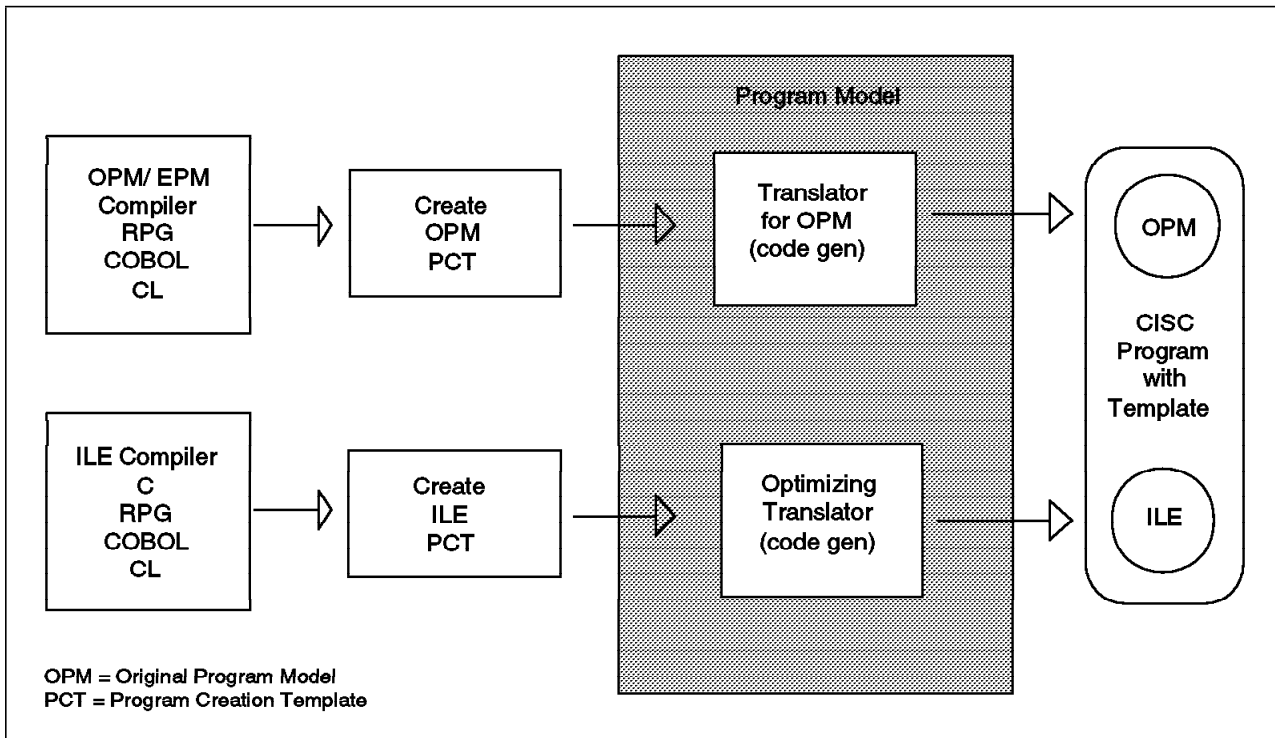 Program Model
OPM/ EPM
Compiler
RPG
COBOL
CL
Create
OPM
PCT
Translator
for OPM
(code gen)
OPM
CISC
Program
with
Template
ILE Compiler
C
RPG
COBOL
CL
Create
ILE
PCT
Optimizing
Translator
(code gen)
ILE
OPM = Original Program Model
PCT = Program Creation Template